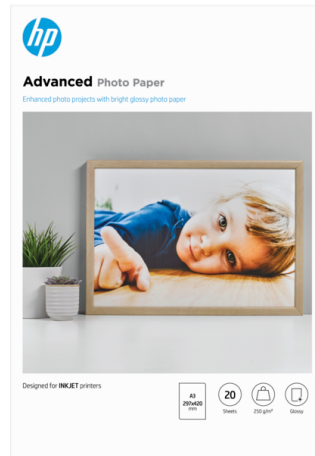 hp
Advanced Photo Paper
Enhanced photo projects with bright glossy photo paper
Designed for INKJET printers
A3
297x420
mm
20
Sheets
250 g/m²
Glossy